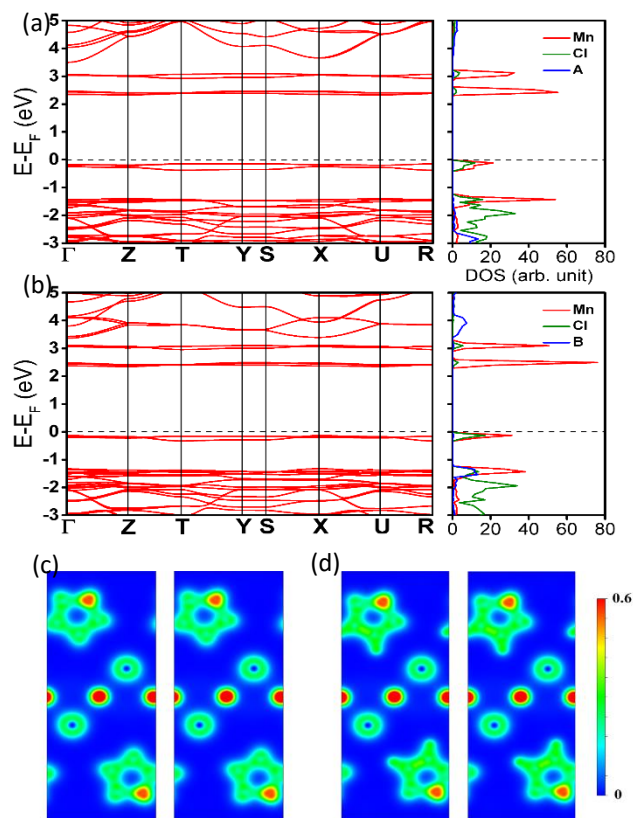 (a)
5
4
3
2
1
0
-1
-2
-3
E-E_F (eV)
Γ Z T Y S X U R
Mn
Cl
A
0 20 40 60 80
DOS (arb. unit)
(b)
5
4
3
2
1
0
-1
-2
-3
E-E_F (eV)
Γ Z T Y S X U R
Mn
Cl
B
0 20 40 60 80
(c)
(d)
0.6
0